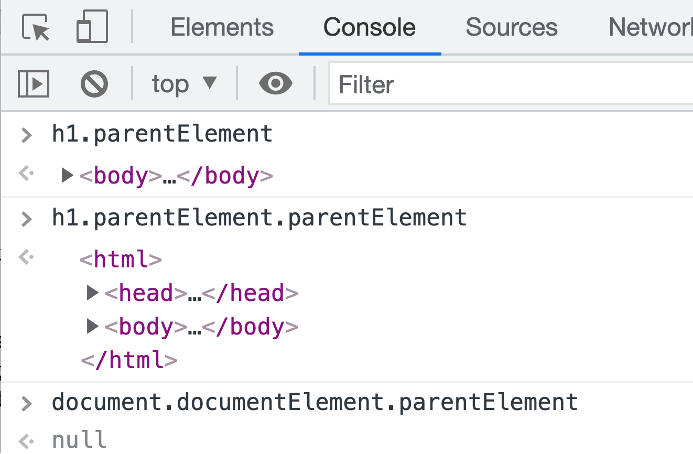 Elements Console Sources Networ
top Filter
h1.parentElement
<body>…</body>
h1.parentElement.parentElement
<html>
<head>…</head>
<body>…</body>
</html>
document.documentElement.parentElement
null